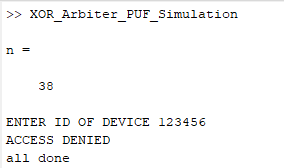 >> XOR_Arbiter_PUF_Simulation
n =
38
ENTER ID OF DEVICE 123456
ACCESS DENIED
all done